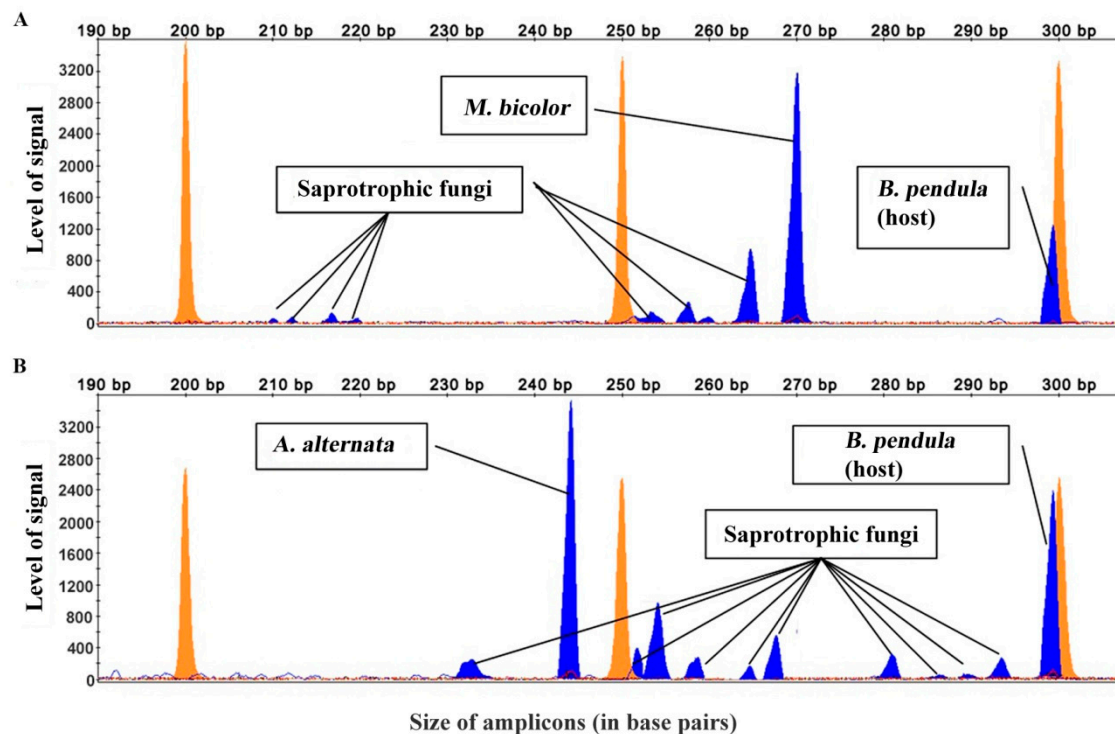 A
190 bp 200 bp 210 bp 220 bp 230 bp 240 bp 250 bp 260 bp 270 bp 280 bp 290 bp 300 bp
Level of signal
3200
2800
2400
2000
1600
1200
800
400
0
M. bicolor
Saprotrophic fungi
B. pendula
(host)
B
190 bp 200 bp 210 bp 220 bp 230 bp 240 bp 250 bp 260 bp 270 bp 280 bp 290 bp 300 bp
Level of signal
3200
2800
2400
2000
1600
1200
800
400
0
A. alternata
B. pendula
(host)
Saprotrophic fungi
Size of amplicons (in base pairs)